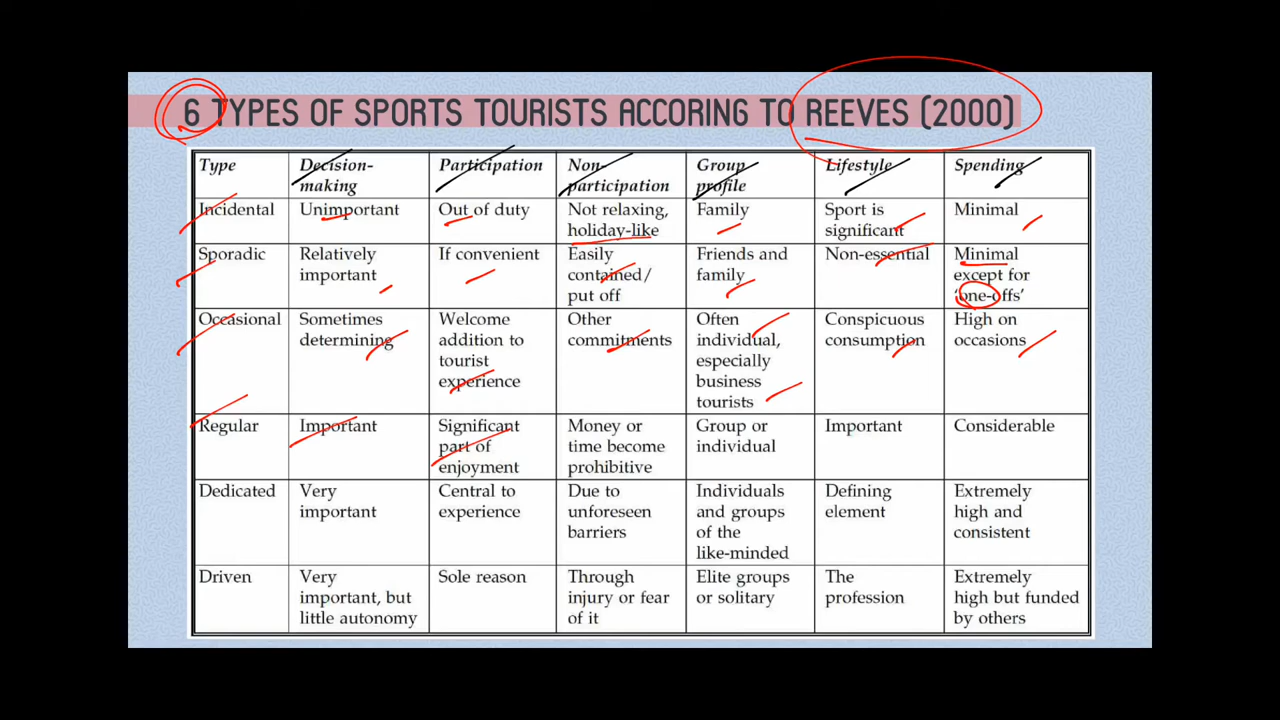 6 TYPES OF SPORTS TOURISTS ACCORING TO REEVES (2000)
Type Decision-making Participation Non-participation Group profile Lifestyle Spending
Incidental Unimportant Out of duty Not relaxing, holiday-like Family Sport is significant Minimal
Sporadic Relatively important If convenient Easily contained/ put off Friends and family Non-essential Minimal except for 'one-offs'
Occasional Sometimes determining Welcome addition to tourist experience Other commitments Often individual, especially business tourists Conspicuous consumption High on occasions
Regular Important Significant part of enjoyment Money or time become prohibitive Group or individual Important Considerable
Dedicated Very important Central to experience Due to unforeseen barriers Individuals and groups of the like-minded Defining element Extremely high and consistent
Driven Very important, but little autonomy Sole reason Through injury or fear of it Elite groups or solitary The profession Extremely high but funded by others